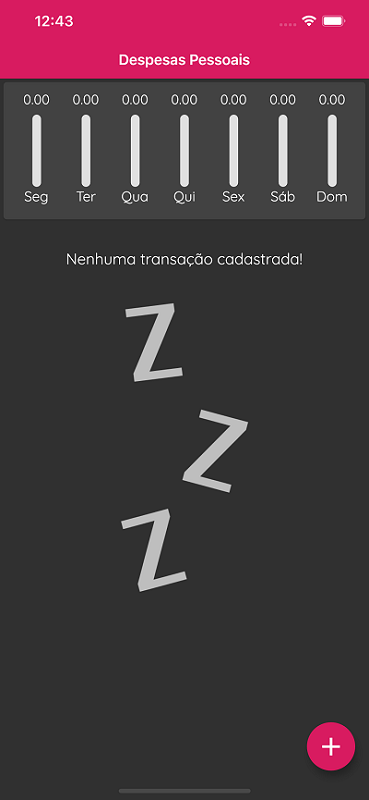 12:43
Despesas Pessoais
0.00 0.00 0.00 0.00 0.00 0.00 0.00
Seg Ter Qua Qui Sex Sáb Dom
Nenhuma transação cadastrada!
Z
Z
Z
+